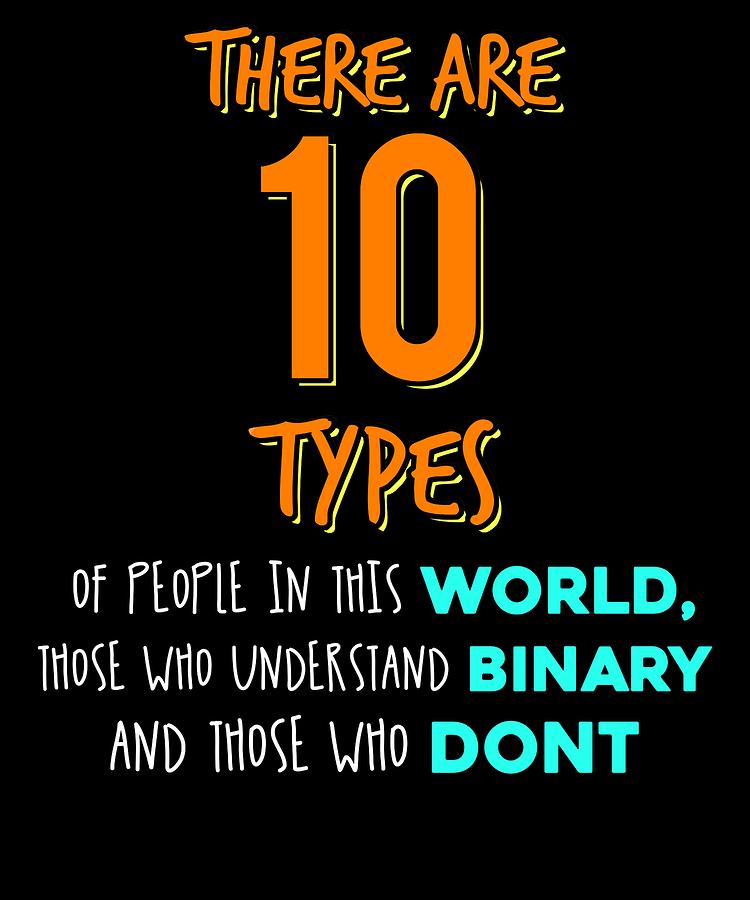 THERE ARE
10
TYPES
OF PEOPLE IN THIS WORLD,
THOSE WHO UNDERSTAND BINARY
AND THOSE WHO DONT